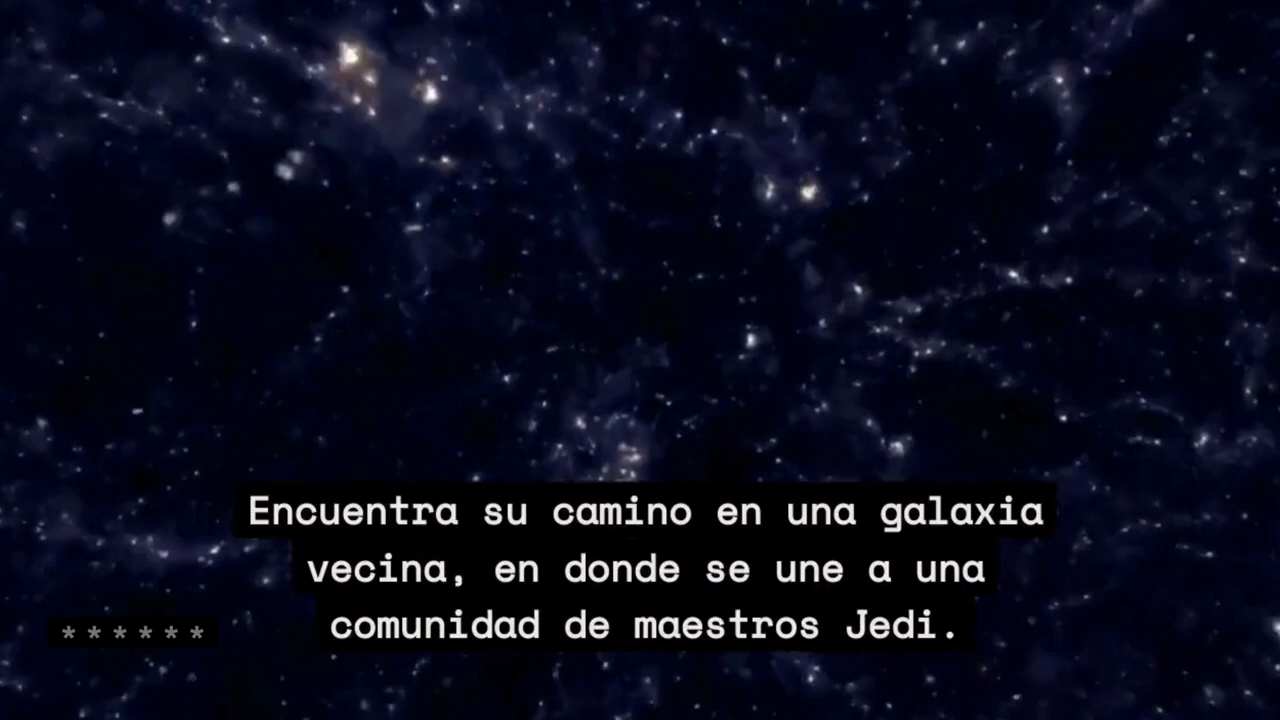 Encuentra su camino en una galaxia
vecina, en donde se une a una
comunidad de maestros Jedi.
******